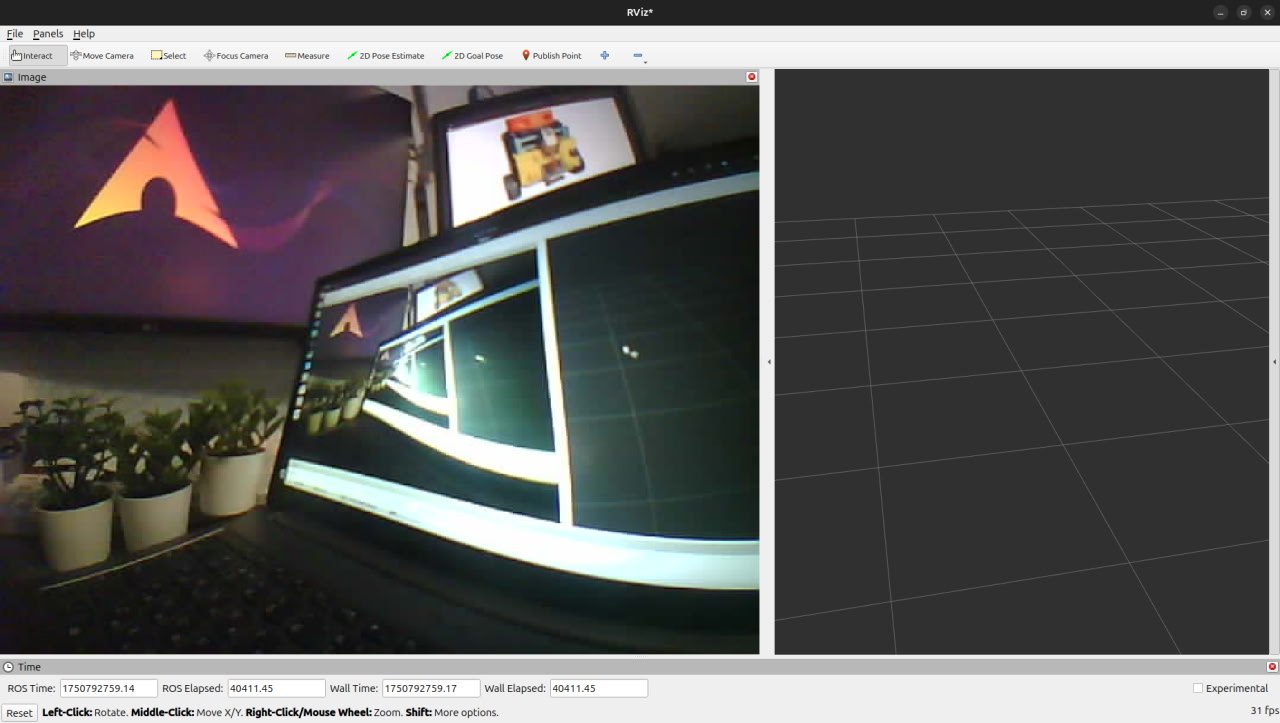 RViz*
File Panels Help
Interact Move Camera Select Focus Camera Measure 2D Pose Estimate 2D Goal Pose Publish Point
Image
Time
ROS Time: 1750792759.14 ROS Elapsed: 40411.45 Wall Time: 1750792759.17 Wall Elapsed: 40411.45 Experimental
Reset Left-Click: Rotate. Middle-Click: Move X/Y. Right-Click/Mouse Wheel: Zoom. Shift: More options. 31 fps